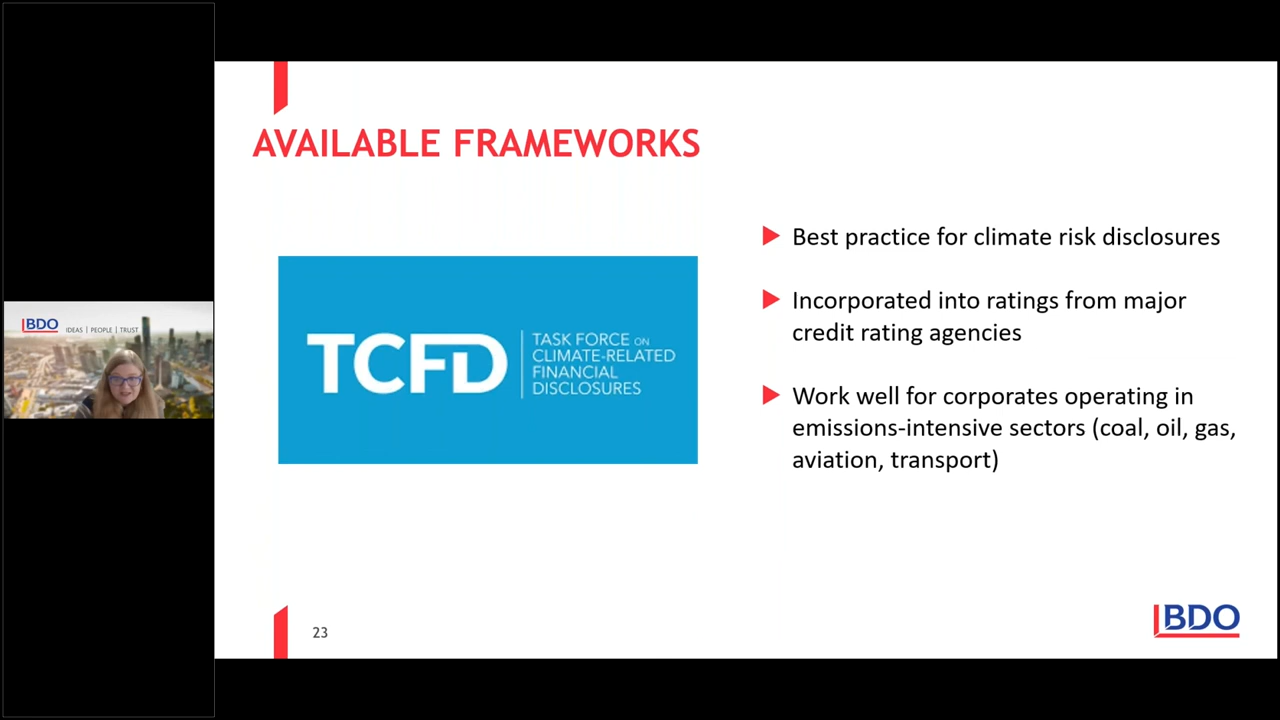 AVAILABLE FRAMEWORKS
BDO IDEAS | PEOPLE | TRUST
TCFD
TASK FORCE ON
CLIMATE-RELATED
FINANCIAL
DISCLOSURES
Best practice for climate risk disclosures
Incorporated into ratings from major
credit rating agencies
Work well for corporates operating in
emissions-intensive sectors (coal, oil, gas,
aviation, transport)
23
BDO